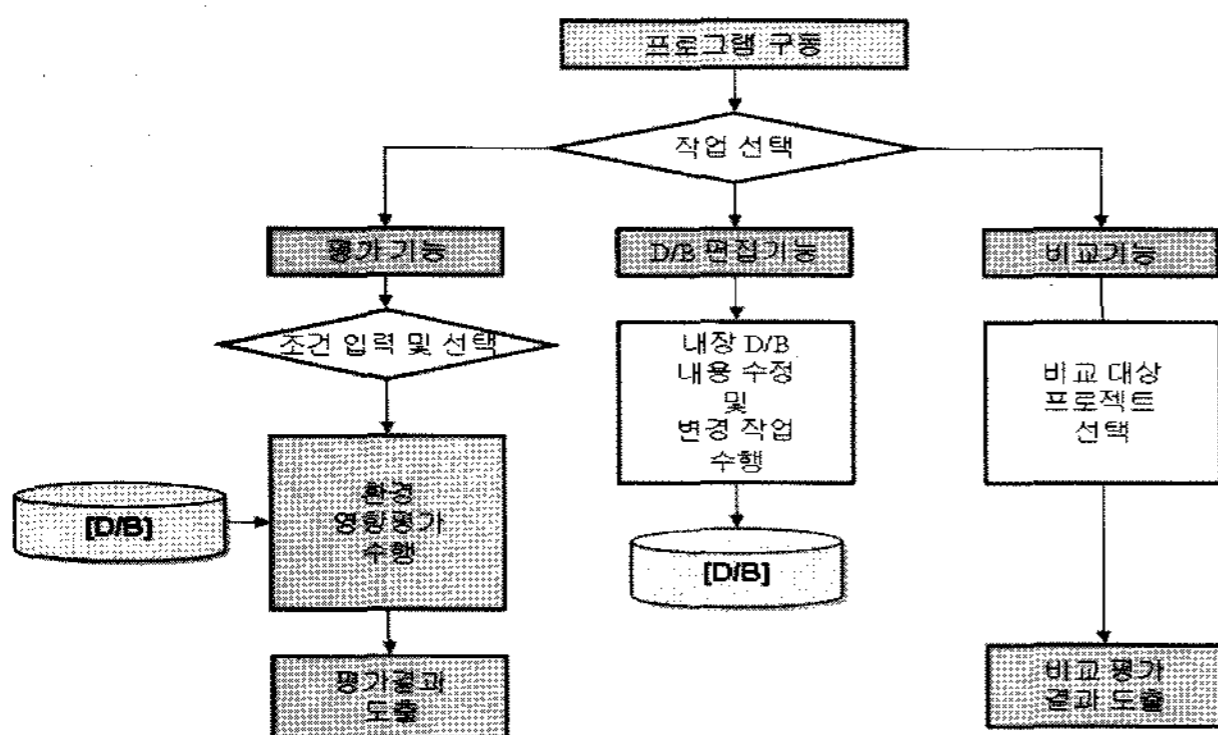 프로그램 구동
작업 선택
평가 기능
D/B 편집기능
비교기능
조건 입력 및 선택
내장 D/B
내용 수정
및
변경 작업
수행
비교 대상
프로젝트
선택
환경
영향평가
수행
[D/B]
[D/B]
평가결과
도출
비교 평가
결과 도출